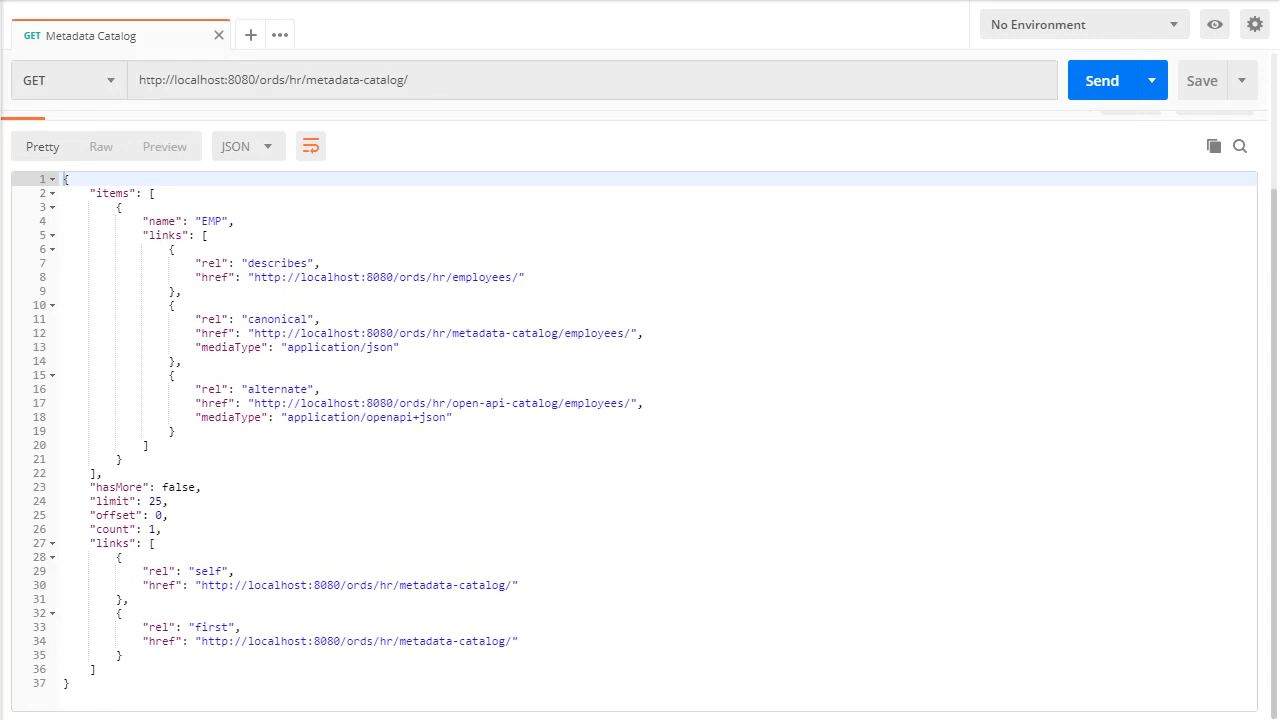 GET Metadata Catalog
No Environment
GET http://localhost:8080/ords/hr/metadata-catalog/ Send Save
Pretty Raw Preview JSON
1 {
2 "items": [
3 {
4 "name": "EMP",
5 "links": [
6 {
7 "rel": "describes",
8 "href": "http://localhost:8080/ords/hr/employees/"
9 },
10 {
11 "rel": "canonical",
12 "href": "http://localhost:8080/ords/hr/metadata-catalog/employees/",
13 "mediaType": "application/json"
14 },
15 {
16 "rel": "alternate",
17 "href": "http://localhost:8080/ords/hr/open-api-catalog/employees/",
18 "mediaType": "application/openapi+json"
19 }
20 ]
21 }
22 ],
23 "hasMore": false,
24 "limit": 25,
25 "offset": 0,
26 "count": 1,
27 "links": [
28 {
29 "rel": "self",
30 "href": "http://localhost:8080/ords/hr/metadata-catalog/"
31 },
32 {
33 "rel": "first",
34 "href": "http://localhost:8080/ords/hr/metadata-catalog/"
35 }
36 ]
37 }